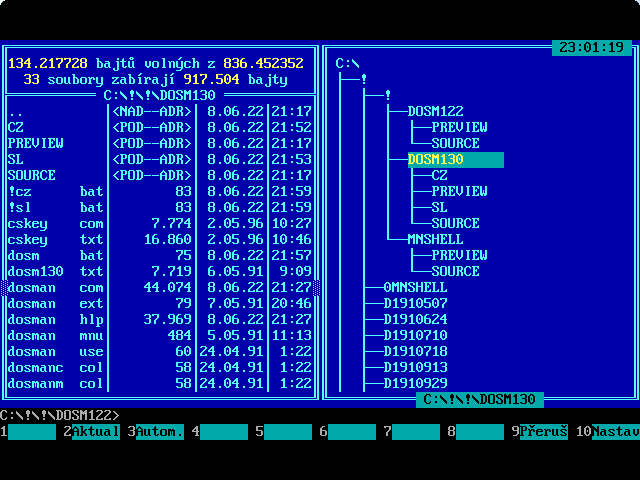 23:01:19
134.217728 bajtů volných z 836.452352
33 soubory zabírají 917.504 bajty
C:\!\!\DOSM130
.. <NAD--ADR> 8.06.22 21:17
CZ <POD--ADR> 8.06.22 21:52
PREVIEW <POD--ADR> 8.06.22 21:17
SL <POD--ADR> 8.06.22 21:53
SOURCE <POD--ADR> 8.06.22 21:17
!cz bat 83 8.06.22 21:59
!sl bat 83 8.06.22 21:59
cskey com 7.774 2.05.96 10:27
cskey txt 16.860 2.05.96 10:46
dosm bat 75 8.06.22 21:57
dosm130 txt 7.719 6.05.91 9:09
dosman com 44.074 8.06.22 21:27
dosman ext 79 7.05.91 20:46
dosman hlp 37.969 8.06.22 21:27
dosman mnu 484 5.05.91 11:13
dosman use 60 24.04.91 1:22
dosmanc col 58 24.04.91 1:22
dosmanm col 58 24.04.91 1:22
C:\
!
!
DOSM122
PREVIEW
SOURCE
DOSM130
CZ
PREVIEW
SL
SOURCE
MNSHELL
PREVIEW
SOURCE
0MNSHELL
D1910507
D1910624
D1910710
D1910718
D1910913
D1910929
C:\!\!\DOSM130
C:\!\!\DOSM122>
1 2Aktual 3Autom. 4 5 6 7 8 9Přeruš 10Nastav